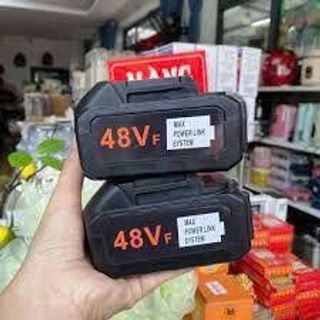 48VF
MAX
POWER LINK
SYSTEM
48VF
MAX
POWER LINK
SYSTEM